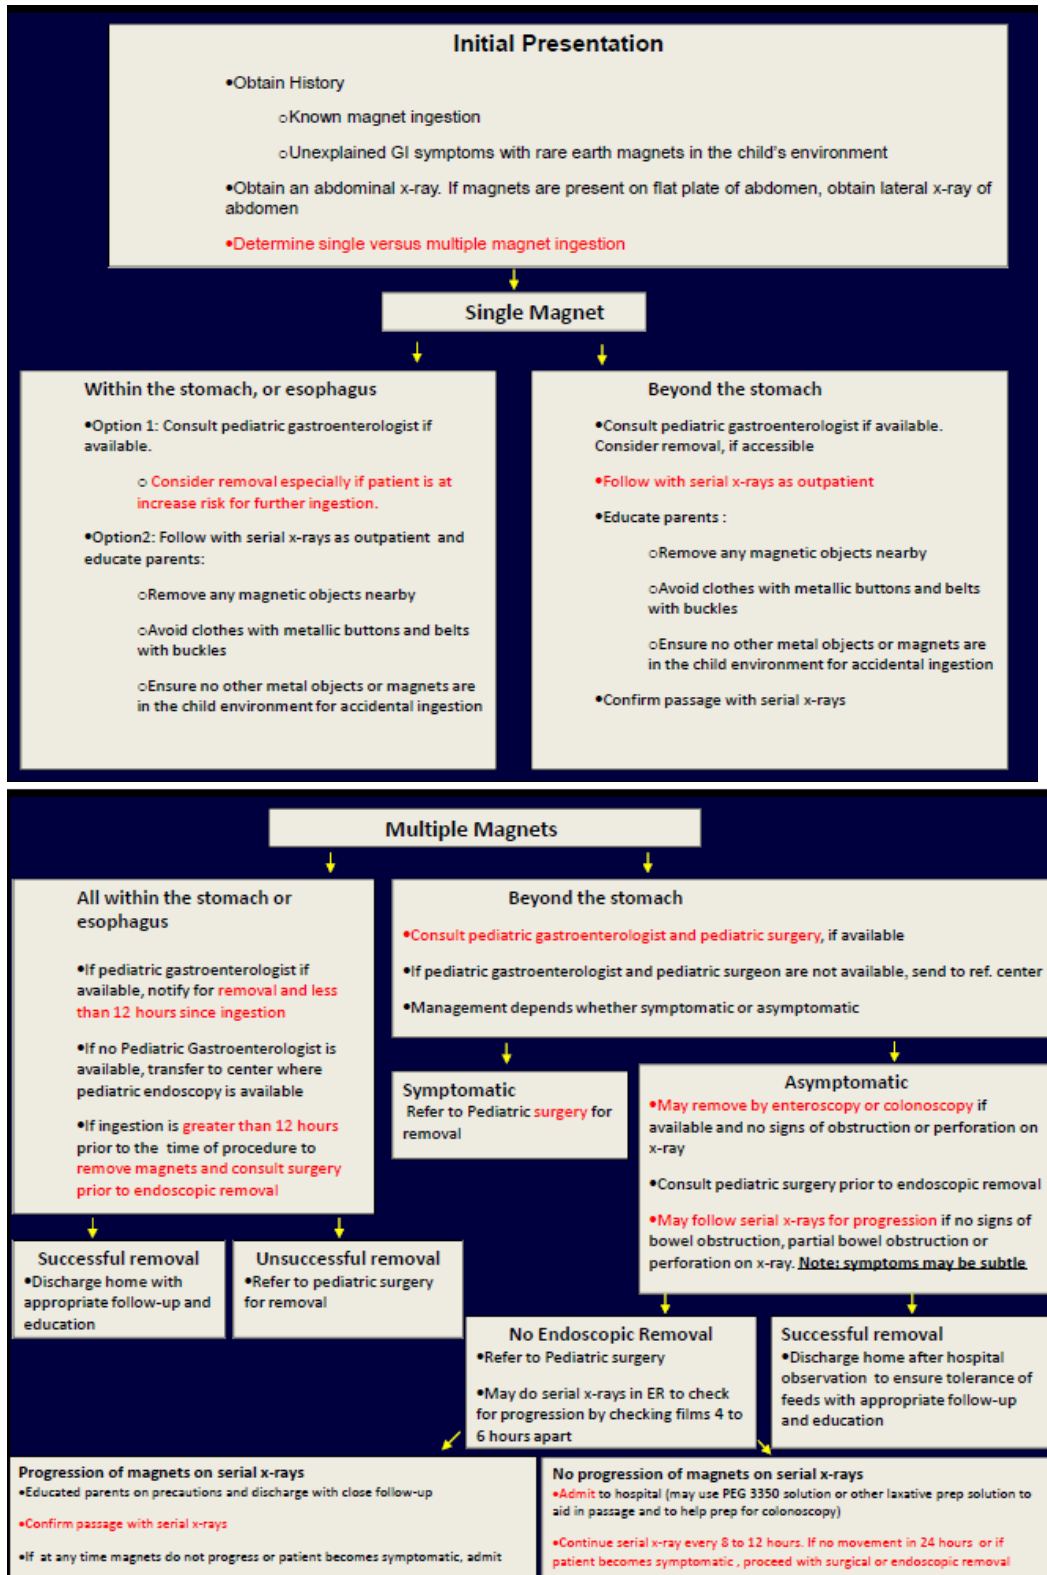 Initial Presentation
•Obtain History
oKnown magnet ingestion
oUnexplained GI symptoms with rare earth magnets in the child's environment
•Obtain an abdominal x-ray. If magnets are present on flat plate of abdomen, obtain lateral x-ray of
abdomen
•Determine single versus multiple magnet ingestion
Single Magnet
Within the stomach, or esophagus
•Option 1: Consult pediatric gastroenterologist if
available.
o Consider removal especially if patient is at
increase risk for further ingestion.
•Option2: Follow with serial x-rays as outpatient and
educate parents:
oRemove any magnetic objects nearby
oAvoid clothes with metallic buttons and belts
with buckles
oEnsure no other metal objects or magnets are
in the child environment for accidental ingestion
Beyond the stomach
•Consult pediatric gastroenterologist if available.
Consider removal, if accessible
•Follow with serial x-rays as outpatient
•Educate parents :
oRemove any magnetic objects nearby
oAvoid clothes with metallic buttons and belts
with buckles
oEnsure no other metal objects or magnets are
in the child environment for accidental ingestion
•Confirm passage with serial x-rays
Multiple Magnets
All within the stomach or
esophagus
•If pediatric gastroenterologist if
available, notify for removal and less
than 12 hours since ingestion
•If no Pediatric Gastroenterologist is
available, transfer to center where
pediatric endoscopy is available
•If ingestion is greater than 12 hours
prior to the time of procedure to
remove magnets and consult surgery
prior to endoscopic removal
Beyond the stomach
•Consult pediatric gastroenterologist and pediatric surgery, if available
•If pediatric gastroenterologist and pediatric surgeon are not available, send to ref. center
•Management depends whether symptomatic or asymptomatic
Symptomatic
Refer to Pediatric surgery for
removal
Asymptomatic
•May remove by enteroscopy or colonoscopy if
available and no signs of obstruction or perforation on
x-ray
•Consult pediatric surgery prior to endoscopic removal
•May follow serial x-rays for progression if no signs of
bowel obstruction, partial bowel obstruction or
perforation on x-ray. Note: symptoms may be subtle
Successful removal
•Discharge home with
appropriate follow-up and
education
Unsuccessful removal
•Refer to pediatric surgery
for removal
No Endoscopic Removal
•Refer to Pediatric surgery
•May do serial x-rays in ER to check
for progression by checking films 4 to
6 hours apart
Successful removal
•Discharge home after hospital
observation to ensure tolerance of
feeds with appropriate follow-up
and education
Progression of magnets on serial x-rays
•Educated parents on precautions and discharge with close follow-up
•Confirm passage with serial x-rays
•If at any time magnets do not progress or patient becomes symptomatic, admit
No progression of magnets on serial x-rays
•Admit to hospital (may use PEG 3350 solution or other laxative prep solution to
aid in passage and to help prep for colonoscopy)
•Continue serial x-ray every 8 to 12 hours. If no movement in 24 hours or if
patient becomes symptomatic , proceed with surgical or endoscopic removal